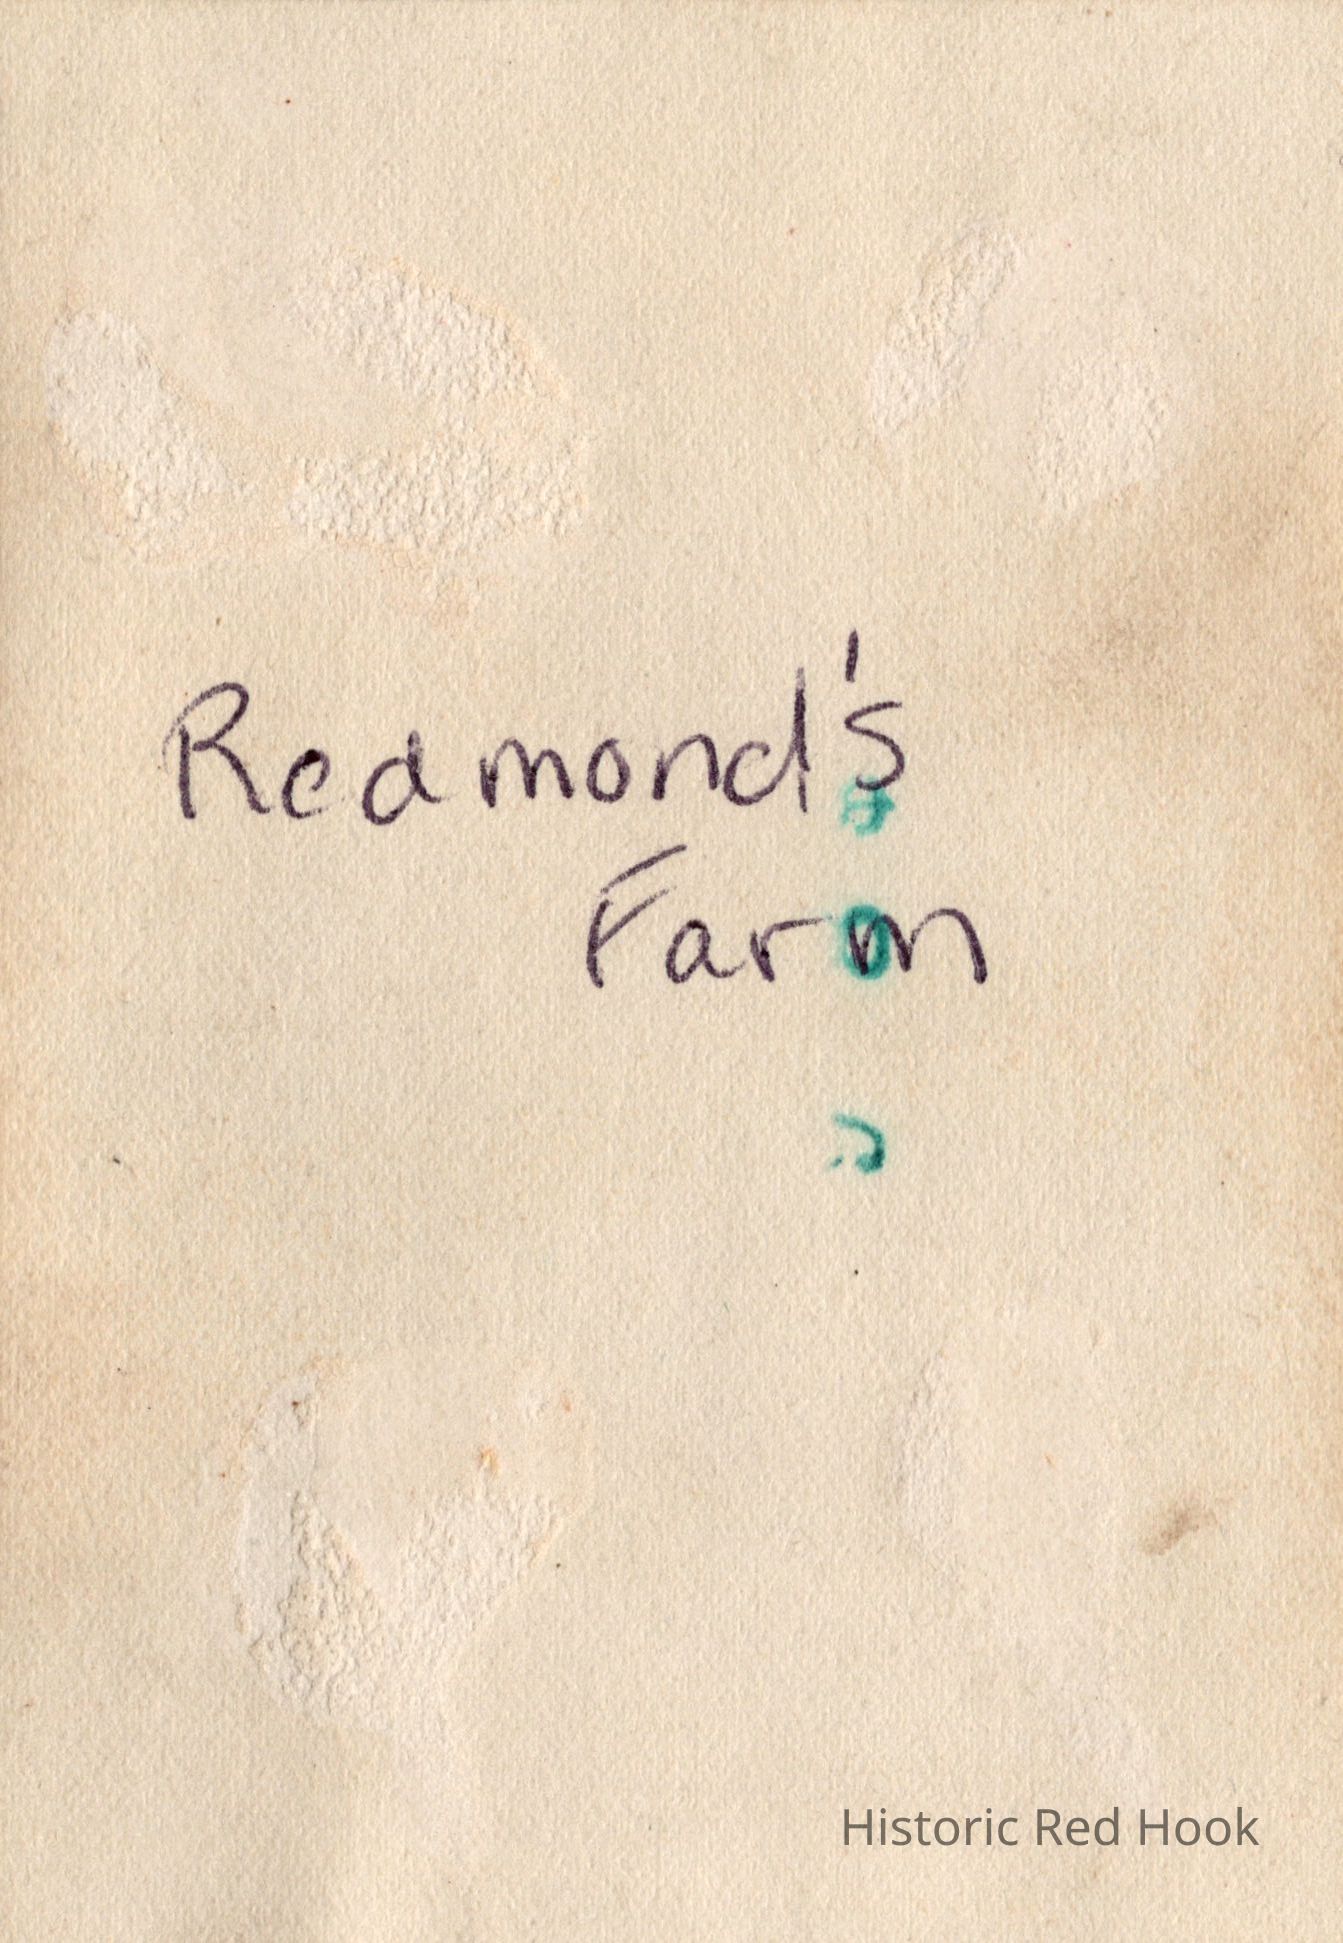 Redmond's
Farm
Historic Red Hook